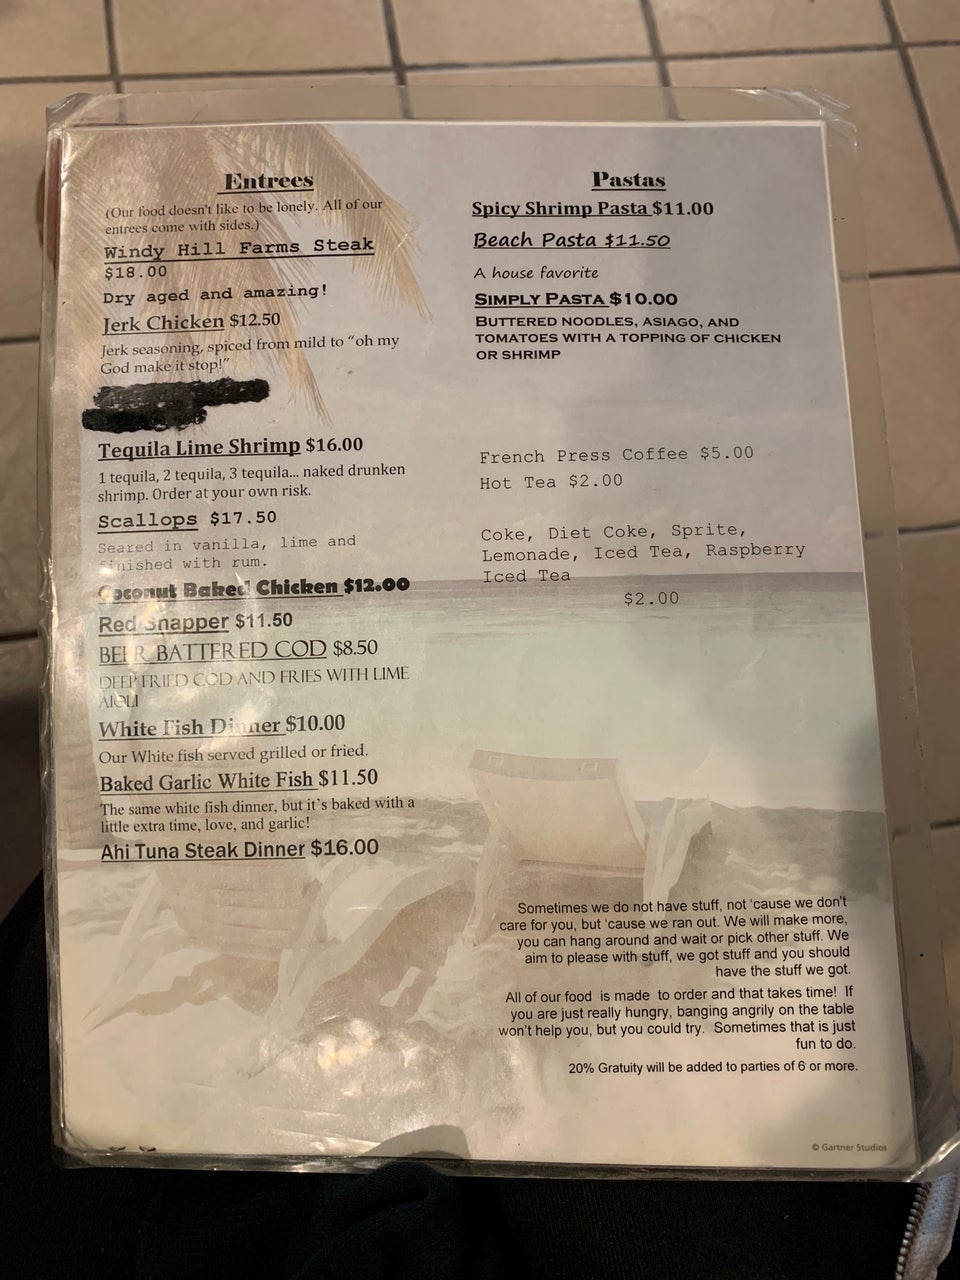 Entrees
(Our food doesn't like to be lonely. All of our
entrees come with sides.)
Windy Hill Farms Steak
$18.00
Dry aged and amazing!
Jerk Chicken $12.50
Jerk seasoning, spiced from mild to "oh my
God make it stop!"
Tequila Lime Shrimp $16.00
1 tequila, 2 tequila, 3 tequila... naked drunken
shrimp. Order at your own risk.
Scallops $17.50
Seared in vanilla, lime and
finished with rum.
Coconut Baked Chicken $12.00
Red Snapper $11.50
BEER BATTERED COD $8.50
DEEP FRIED COD AND FRIES WITH LIME
AIOLI
White Fish Dinner $10.00
Our White fish served grilled or fried.
Baked Garlic White Fish $11.50
The same white fish dinner, but it's baked with a
little extra time, love, and garlic!
Ahi Tuna Steak Dinner $16.00
Pastas
Spicy Shrimp Pasta $11.00
Beach Pasta $11.50
A house favorite
SIMPLY PASTA $10.00
BUTTERED NOODLES, ASIAGO, AND
TOMATOES WITH A TOPPING OF CHICKEN
OR SHRIMP
French Press Coffee $5.00
Hot Tea $2.00
Coke, Diet Coke, Sprite,
Lemonade, Iced Tea, Raspberry
Iced Tea
$2.00
Sometimes we do not have stuff, not 'cause we don't
care for you, but 'cause we ran out. We will make more,
you can hang around and wait or pick other stuff. We
aim to please with stuff, we got stuff and you should
have the stuff we got.
All of our food is made to order and that takes time! If
you are just really hungry, banging angrily on the table
won't help you, but you could try. Sometimes that is just
fun to do.
20% Gratuity will be added to parties of 6 or more.
© Gartner Studios